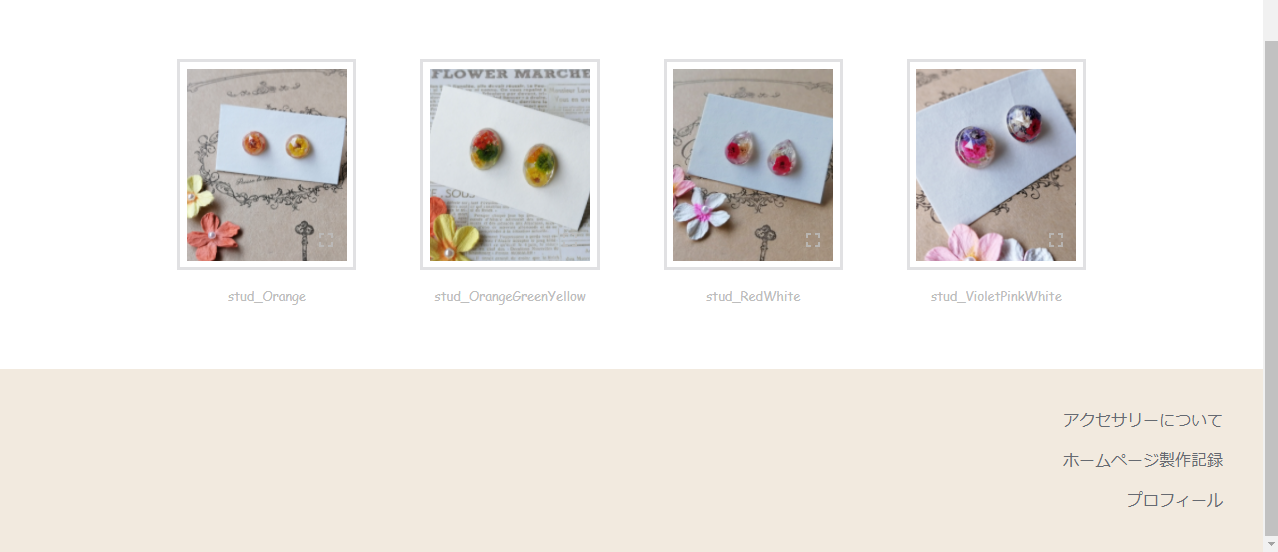 FLOWER MARCHE
stud_Orange
stud_OrangeGreenYellow
stud_RedWhite
stud_VioletPinkWhite
アクセサリーについて
ホームページ製作記録
プロフィール